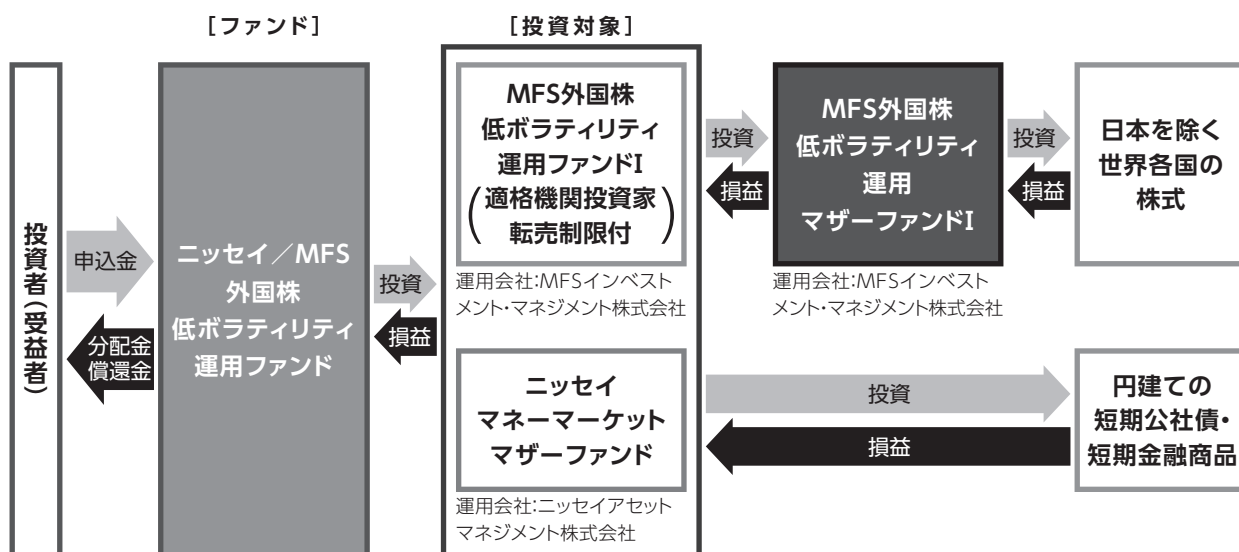 ［ファンド］
［投資対象］
投資者(受益者)
申込金
分配金
償還金
ニッセイ／MFS
外国株
低ボラティリティ
運用ファンド
投資
損益
MFS外国株
低ボラティリティ
運用ファンドI
(適格機関投資家
転売制限付)
運用会社:MFSインベスト
メント・マネジメント株式会社
投資
損益
MFS外国株
低ボラティリティ
運用
マザーファンドI
運用会社:MFSインベスト
メント・マネジメント株式会社
投資
損益
日本を除く
世界各国の
株式
ニッセイ
マネーマーケット
マザーファンド
運用会社:ニッセイアセット
マネジメント株式会社
投資
損益
円建ての
短期公社債・
短期金融商品